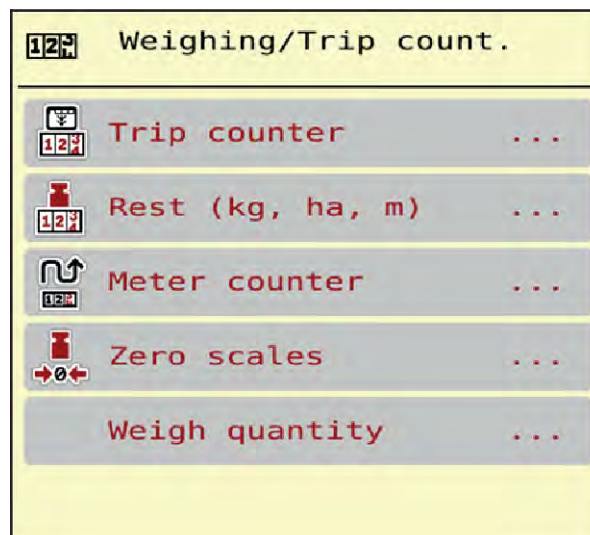 Weighing/Trip count.
Trip counter ...
Rest (kg, ha, m) ...
Meter counter ...
Zero scales ...
Weigh quantity ...